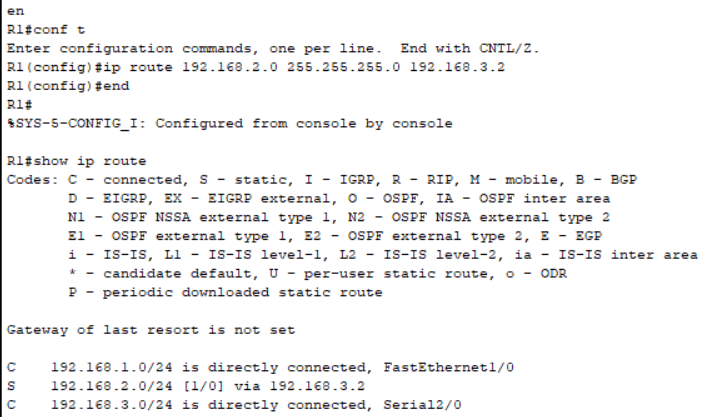 en
R1#conf t
Enter configuration commands, one per line.  End with CNTL/Z.
R1(config)#ip route 192.168.2.0 255.255.255.0 192.168.3.2
R1(config)#end
R1#
%SYS-5-CONFIG_I: Configured from console by console
R1#show ip route
Codes: C - connected, S - static, I - IGRP, R - RIP, M - mobile, B - BGP
       D - EIGRP, EX - EIGRP external, O - OSPF, IA - OSPF inter area
       N1 - OSPF NSSA external type 1, N2 - OSPF NSSA external type 2
       E1 - OSPF external type 1, E2 - OSPF external type 2, E - EGP
       i - IS-IS, L1 - IS-IS level-1, L2 - IS-IS level-2, ia - IS-IS inter area
       * - candidate default, U - per-user static route, o - ODR
       P - periodic downloaded static route
Gateway of last resort is not set
C    192.168.1.0/24 is directly connected, FastEthernet1/0
S    192.168.2.0/24 [1/0] via 192.168.3.2
C    192.168.3.0/24 is directly connected, Serial2/0